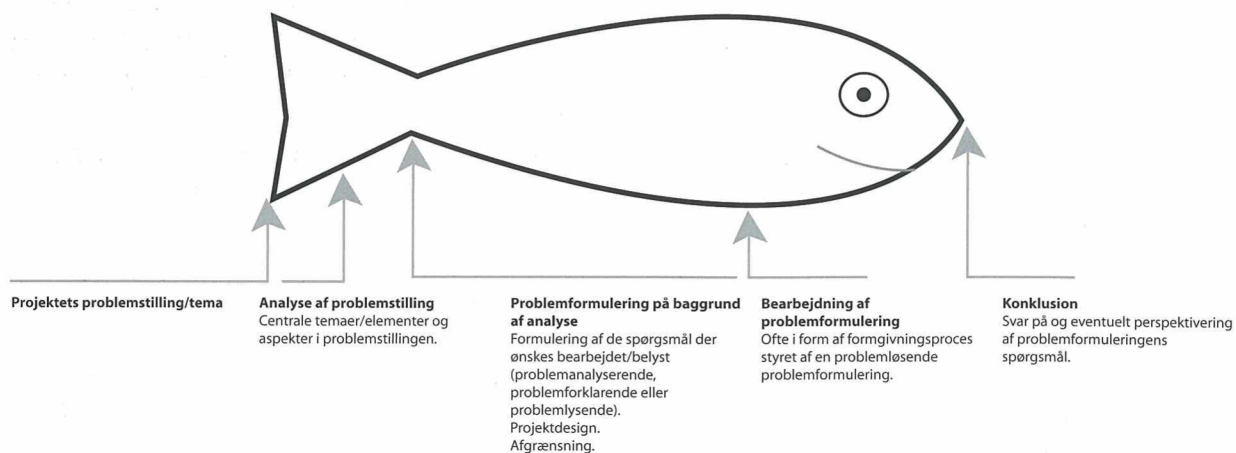 Projektets problemstilling/tema
Analyse af problemstilling
Centrale temaer/elementer og
aspekter i problemstillingen.
Problemformulering på baggrund
af analyse
Formulering af de spørgsmål der
ønskes bearbejdet/belyst
(problemanalyserende,
problemforklarende eller
problemlysende).
Projektdesign.
Afgrænsning.
Bearbejdning af
problemformulering
Ofte i form af formgivningsproces
styret af en problemløsende
problemformulering.
Konklusion
Svar på og eventuelt perspektivering
af problemformuleringens
spørgsmål.